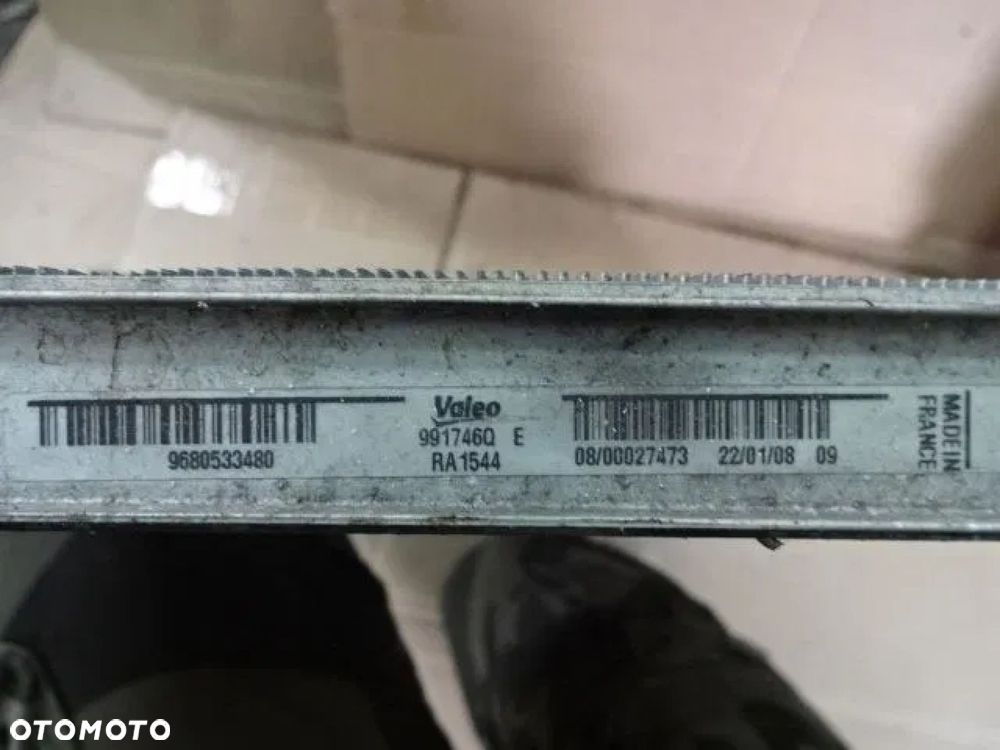 9680533480
Valeo
991746Q E
RA1544
08/00027473 22/01/08 09
MADE IN
FRANCE
OTOMOTO